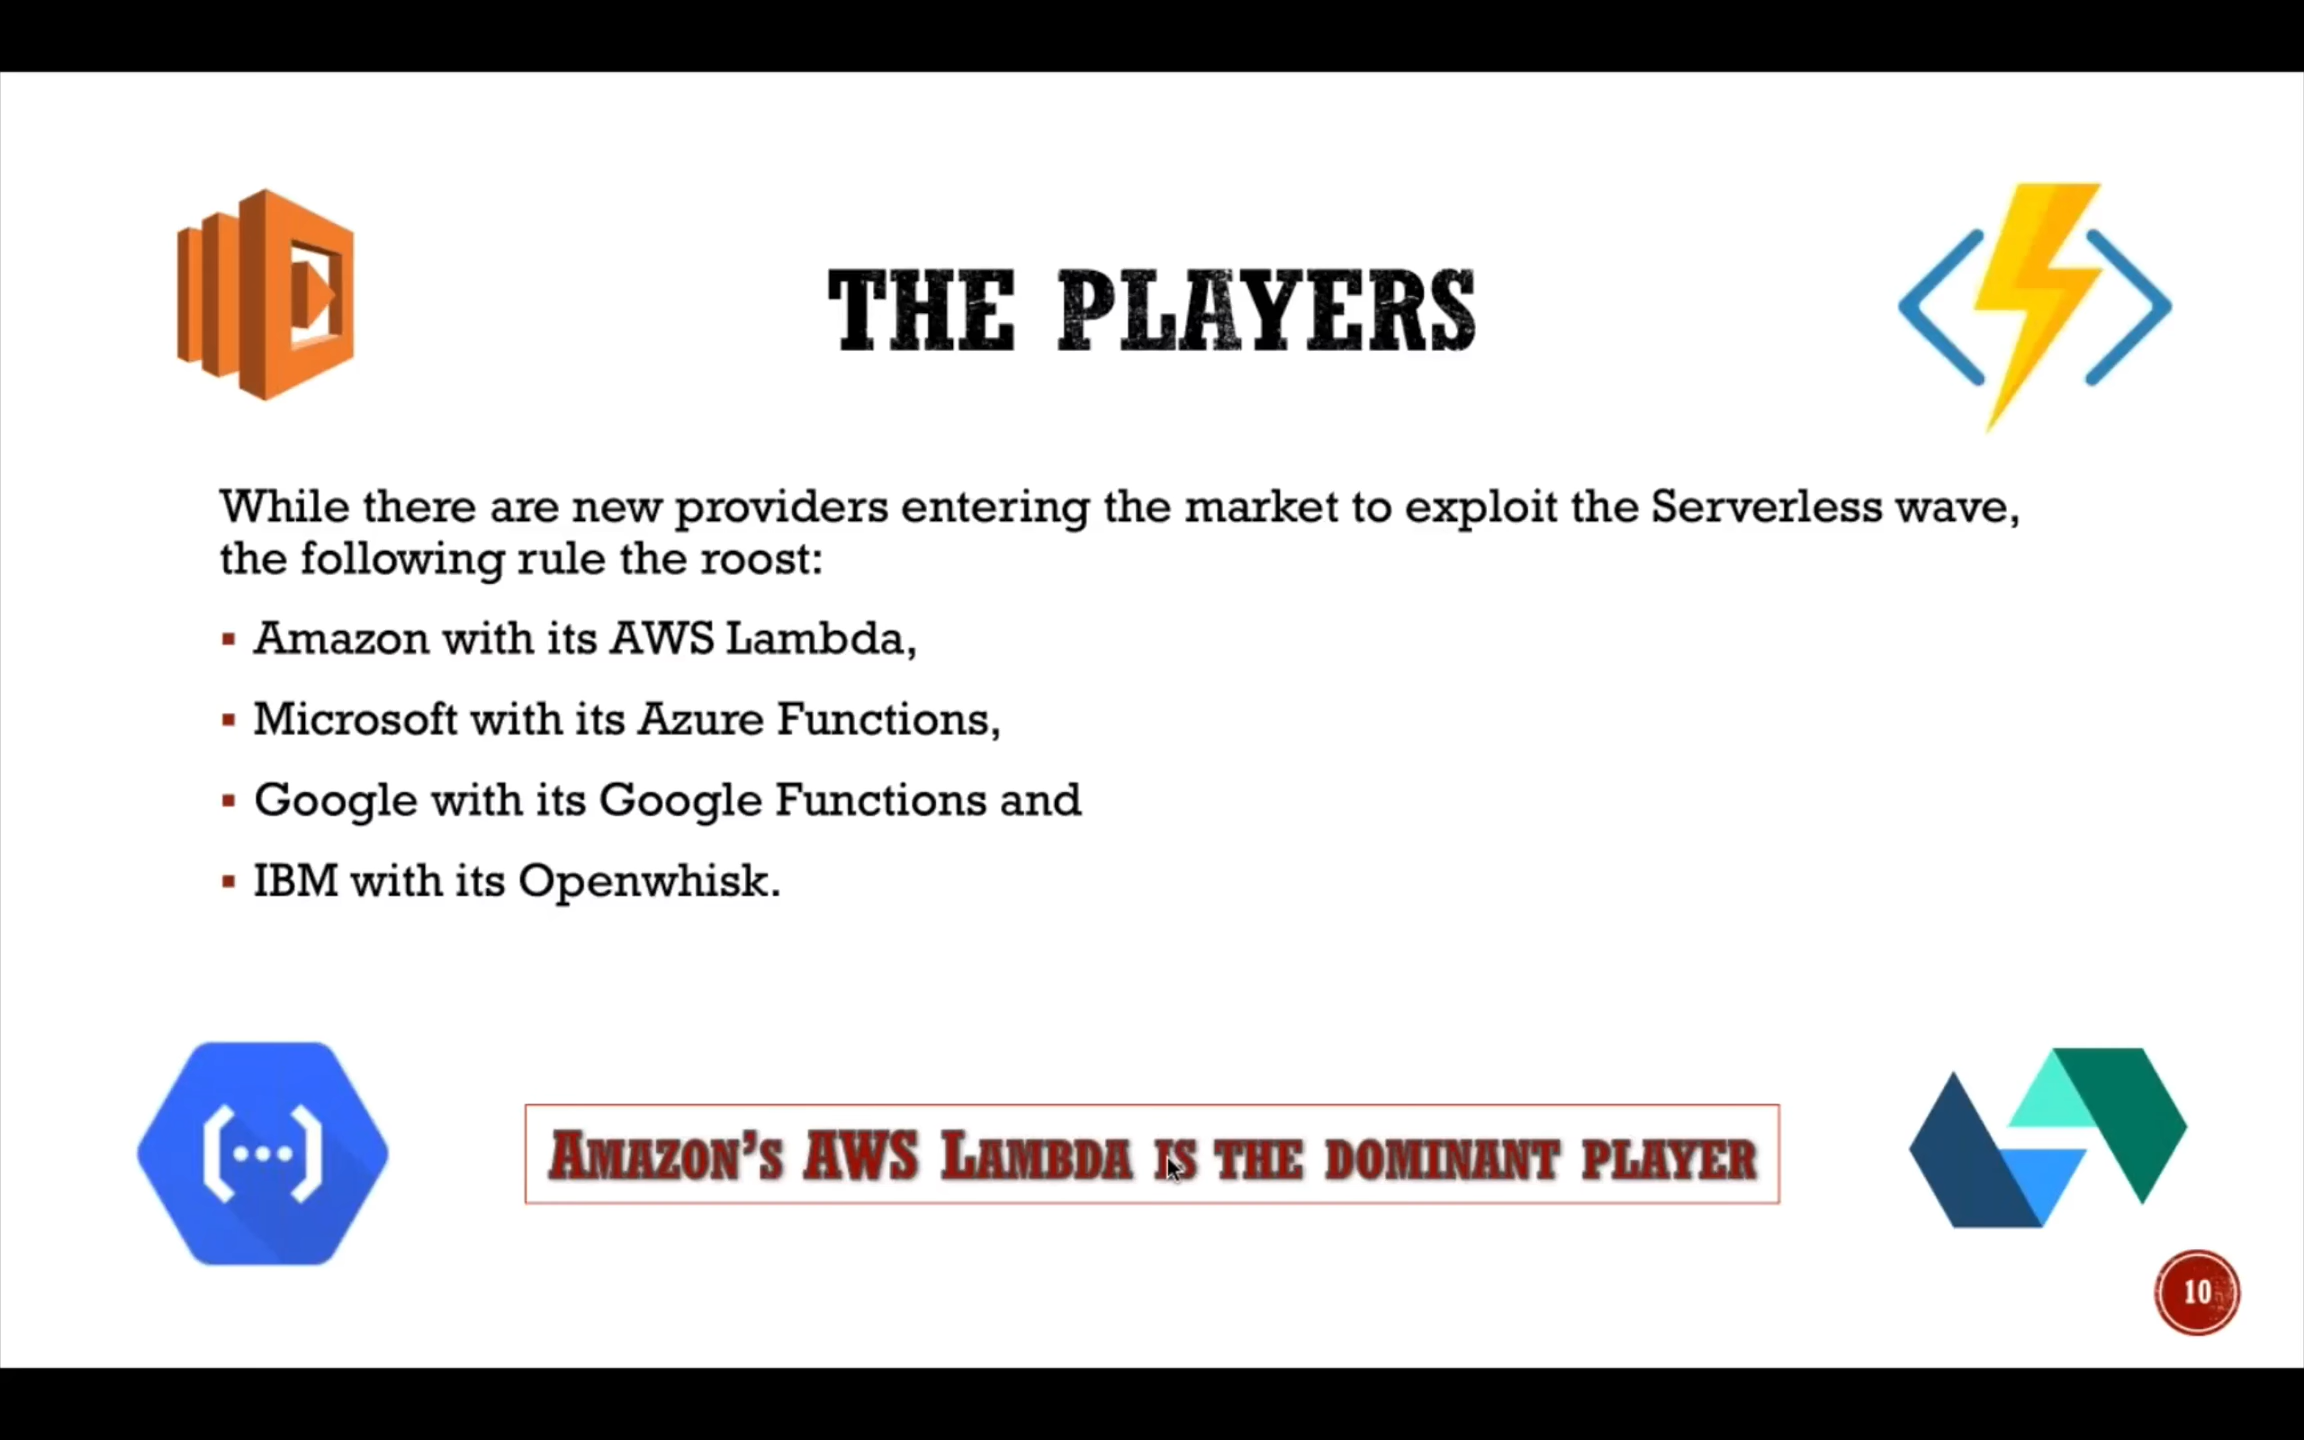 THE PLAYERS
While there are new providers entering the market to exploit the Serverless wave,
the following rule the roost:
▪ Amazon with its AWS Lambda,
▪ Microsoft with its Azure Functions,
▪ Google with its Google Functions and
▪ IBM with its Openwhisk.
AMAZON'S AWS LAMBDA IS THE DOMINANT PLAYER
10